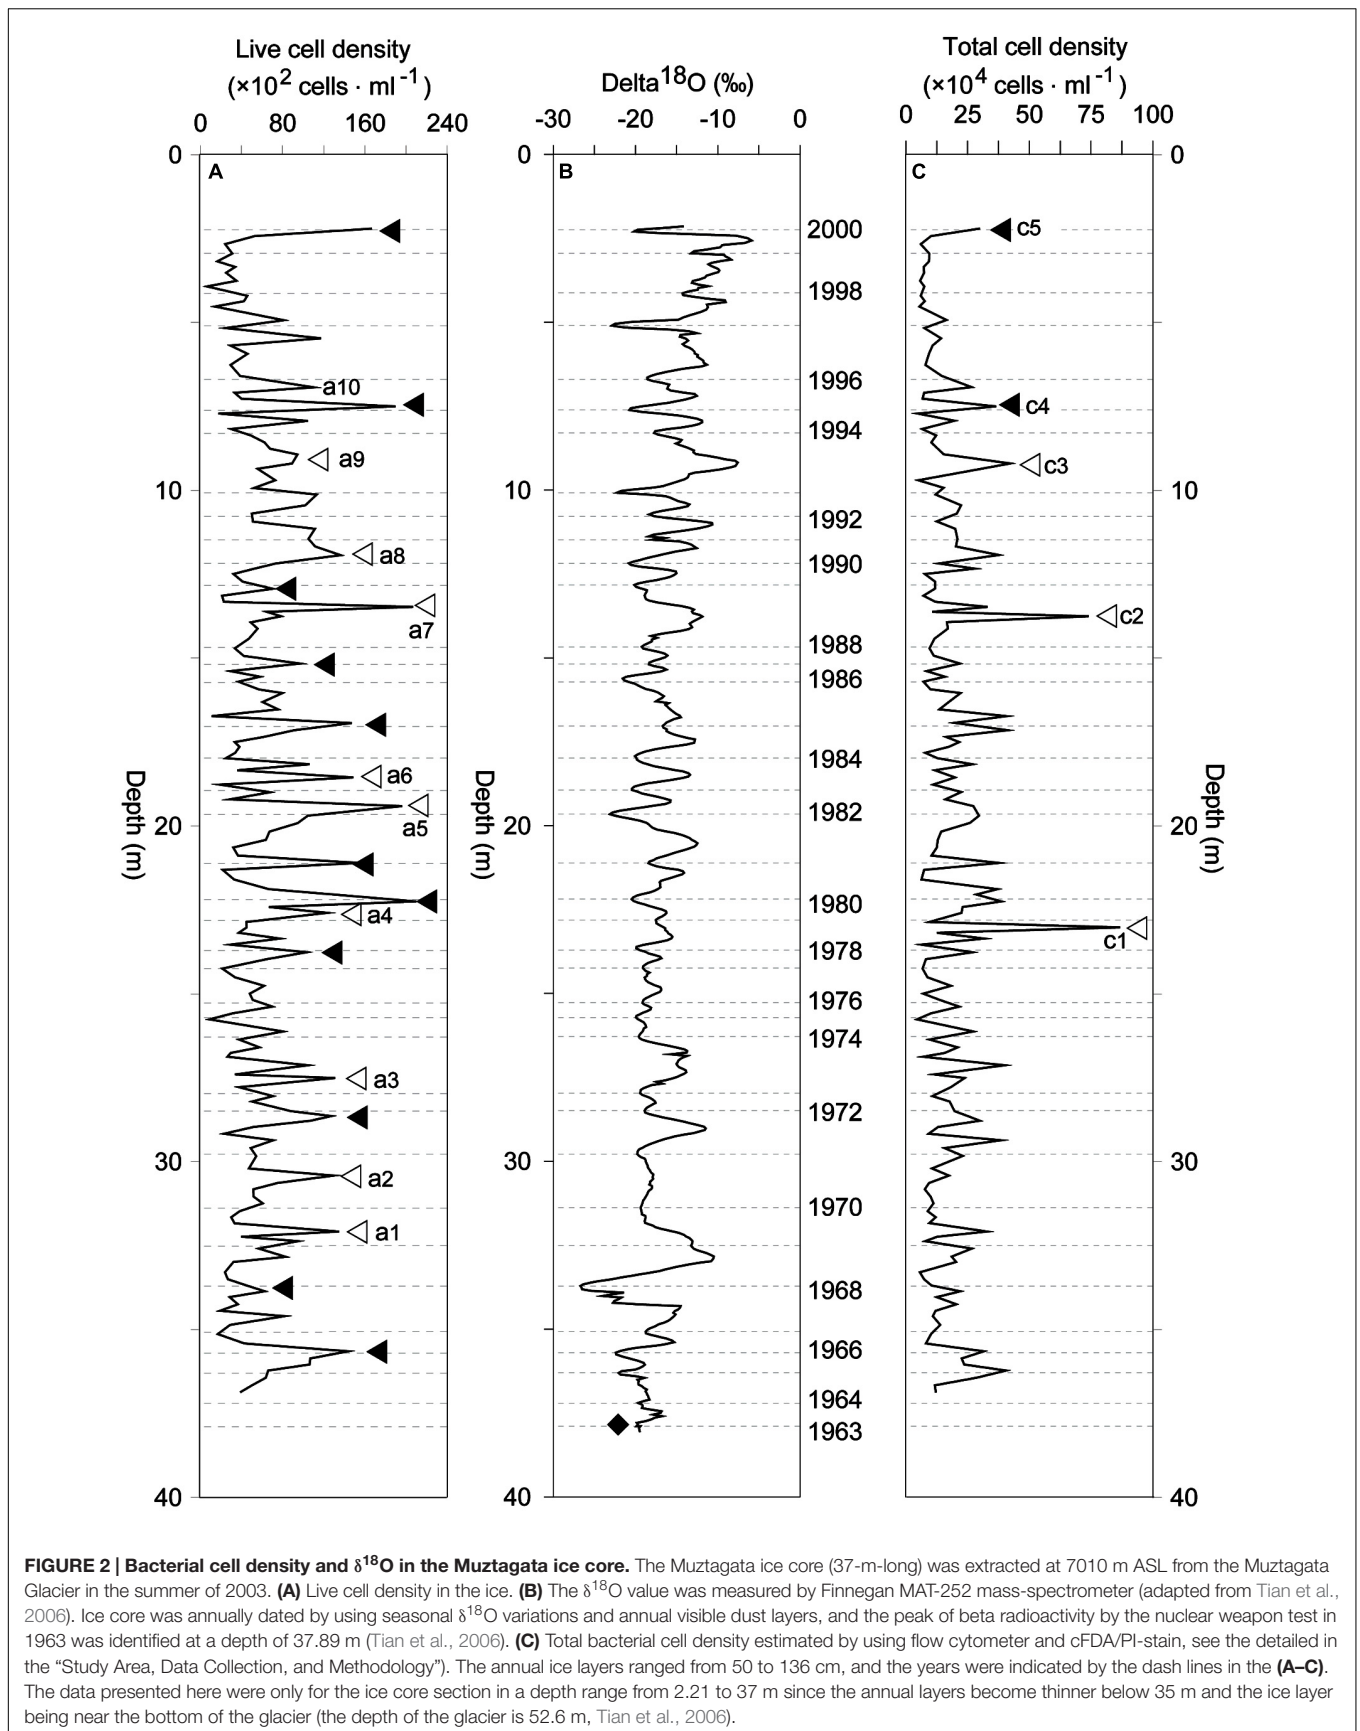 Live cell density
(×10² cells · ml⁻¹)
0 80 160 240
Delta¹⁸O (‰)
-30 -20 -10 0
Total cell density
(×10⁴ cells · ml⁻¹)
0 25 50 75 100
0
10
20
30
40
Depth (m)
A
a10
a9
a8
a7
a6
a5
a4
a3
a2
a1
0
10
20
30
40
Depth (m)
B
2000
1998
1996
1994
1992
1990
1988
1986
1984
1982
1980
1978
1976
1974
1972
1970
1968
1966
1964
1963
C
c5
c4
c3
c2
c1
0
10
20
30
40
Depth (m)
FIGURE 2 | Bacterial cell density and δ¹⁸O in the Muztagata ice core. The Muztagata ice core (37-m-long) was extracted at 7010 m ASL from the Muztagata
Glacier in the summer of 2003. (A) Live cell density in the ice. (B) The δ¹⁸O value was measured by Finnegan MAT-252 mass-spectrometer (adapted from Tian et al.,
2006). Ice core was annually dated by using seasonal δ¹⁸O variations and annual visible dust layers, and the peak of beta radioactivity by the nuclear weapon test in
1963 was identified at a depth of 37.89 m (Tian et al., 2006). (C) Total bacterial cell density estimated by using flow cytometer and cFDA/PI-stain, see the detailed in
the “Study Area, Data Collection, and Methodology”). The annual ice layers ranged from 50 to 136 cm, and the years were indicated by the dash lines in the (A–C).
The data presented here were only for the ice core section in a depth range from 2.21 to 37 m since the annual layers become thinner below 35 m and the ice layer
being near the bottom of the glacier (the depth of the glacier is 52.6 m, Tian et al., 2006).